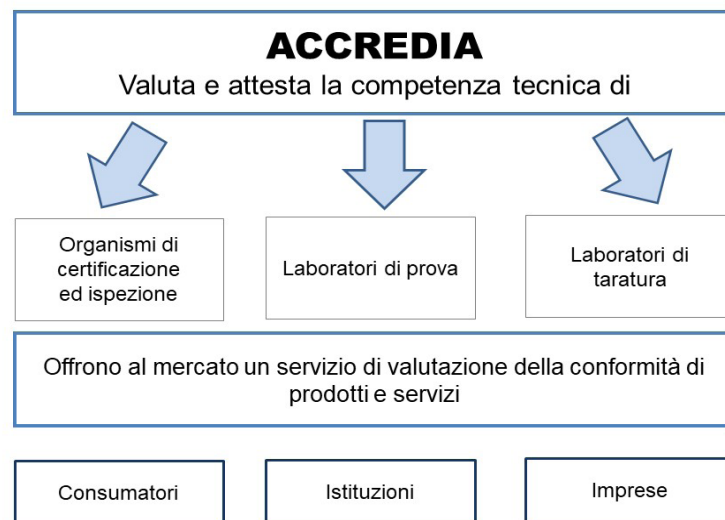 ACCREDIA
Valuta e attesta la competenza tecnica di
Organismi di
certificazione
ed ispezione
Laboratori di prova
Laboratori di
taratura
Offrono al mercato un servizio di valutazione della conformità di
prodotti e servizi
Consumatori
Istituzioni
Imprese